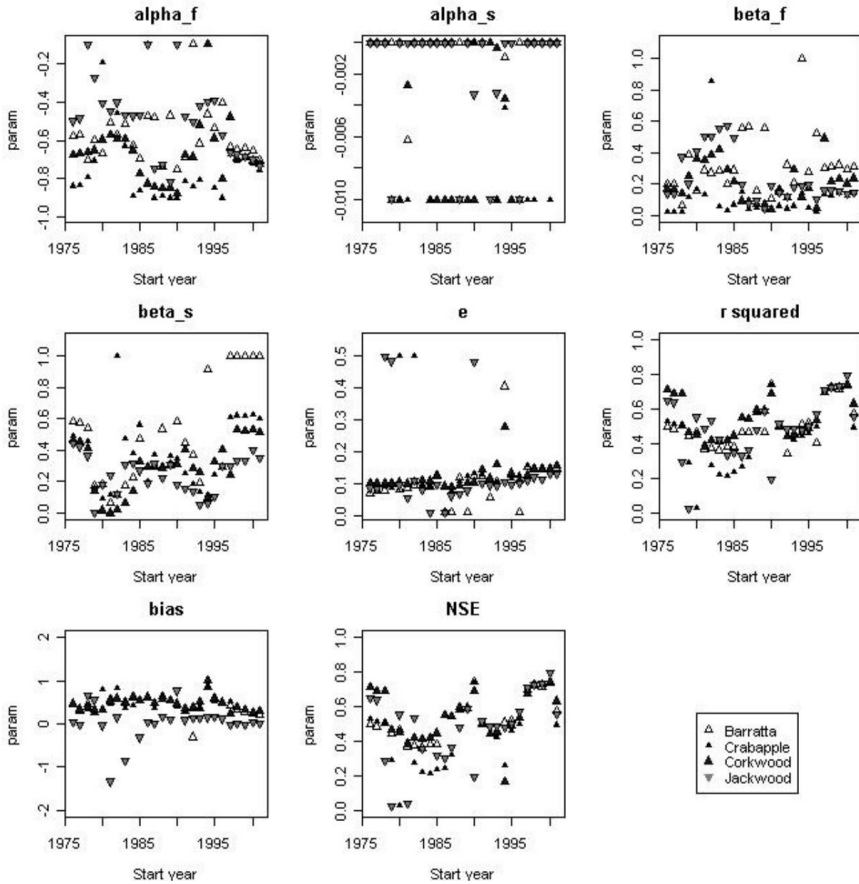 alpha_f
alpha_s
beta_f
param
-1.0 -0.8 -0.6 -0.4 -0.2
1975 1985 1995
Start year
param
-0.010 -0.006 -0.002
1975 1985 1995
Start year
param
0.0 0.2 0.4 0.6 0.8 1.0
1975 1985 1995
Start year
beta_s
e
r squared
param
0.0 0.2 0.4 0.6 0.8 1.0
1975 1985 1995
Start year
param
0.0 0.1 0.2 0.3 0.4 0.5
1975 1985 1995
Start year
param
0.0 0.2 0.4 0.6 0.8 1.0
1975 1985 1995
Start year
bias
NSE
param
-2 -1 0 1 2
1975 1985 1995
Start year
param
0.0 0.2 0.4 0.6 0.8 1.0
1975 1985 1995
Start year
Barratta
Crabapple
Corkwood
Jackwood